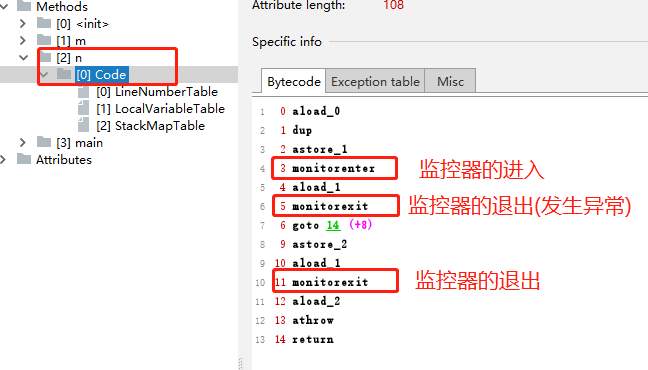 Methods
[0] <init>
[1] m
[2] n
[0] Code
[0] LineNumberTable
[1] LocalVariableTable
[2] StackMapTable
[3] main
Attributes
Attribute length: 108
Specific info
Bytecode Exception table Misc
1 0 aload_0
2 1 dup
3 2 astore_1
4 3 monitorenter 监控器的进入
5 4 aload_1
6 5 monitorexit 监控器的退出(发生异常)
7 6 goto 14 (+8)
8 9 astore_2
9 10 aload_1
10 11 monitorexit 监控器的退出
11 12 aload_2
12 13 athrow
13 14 return